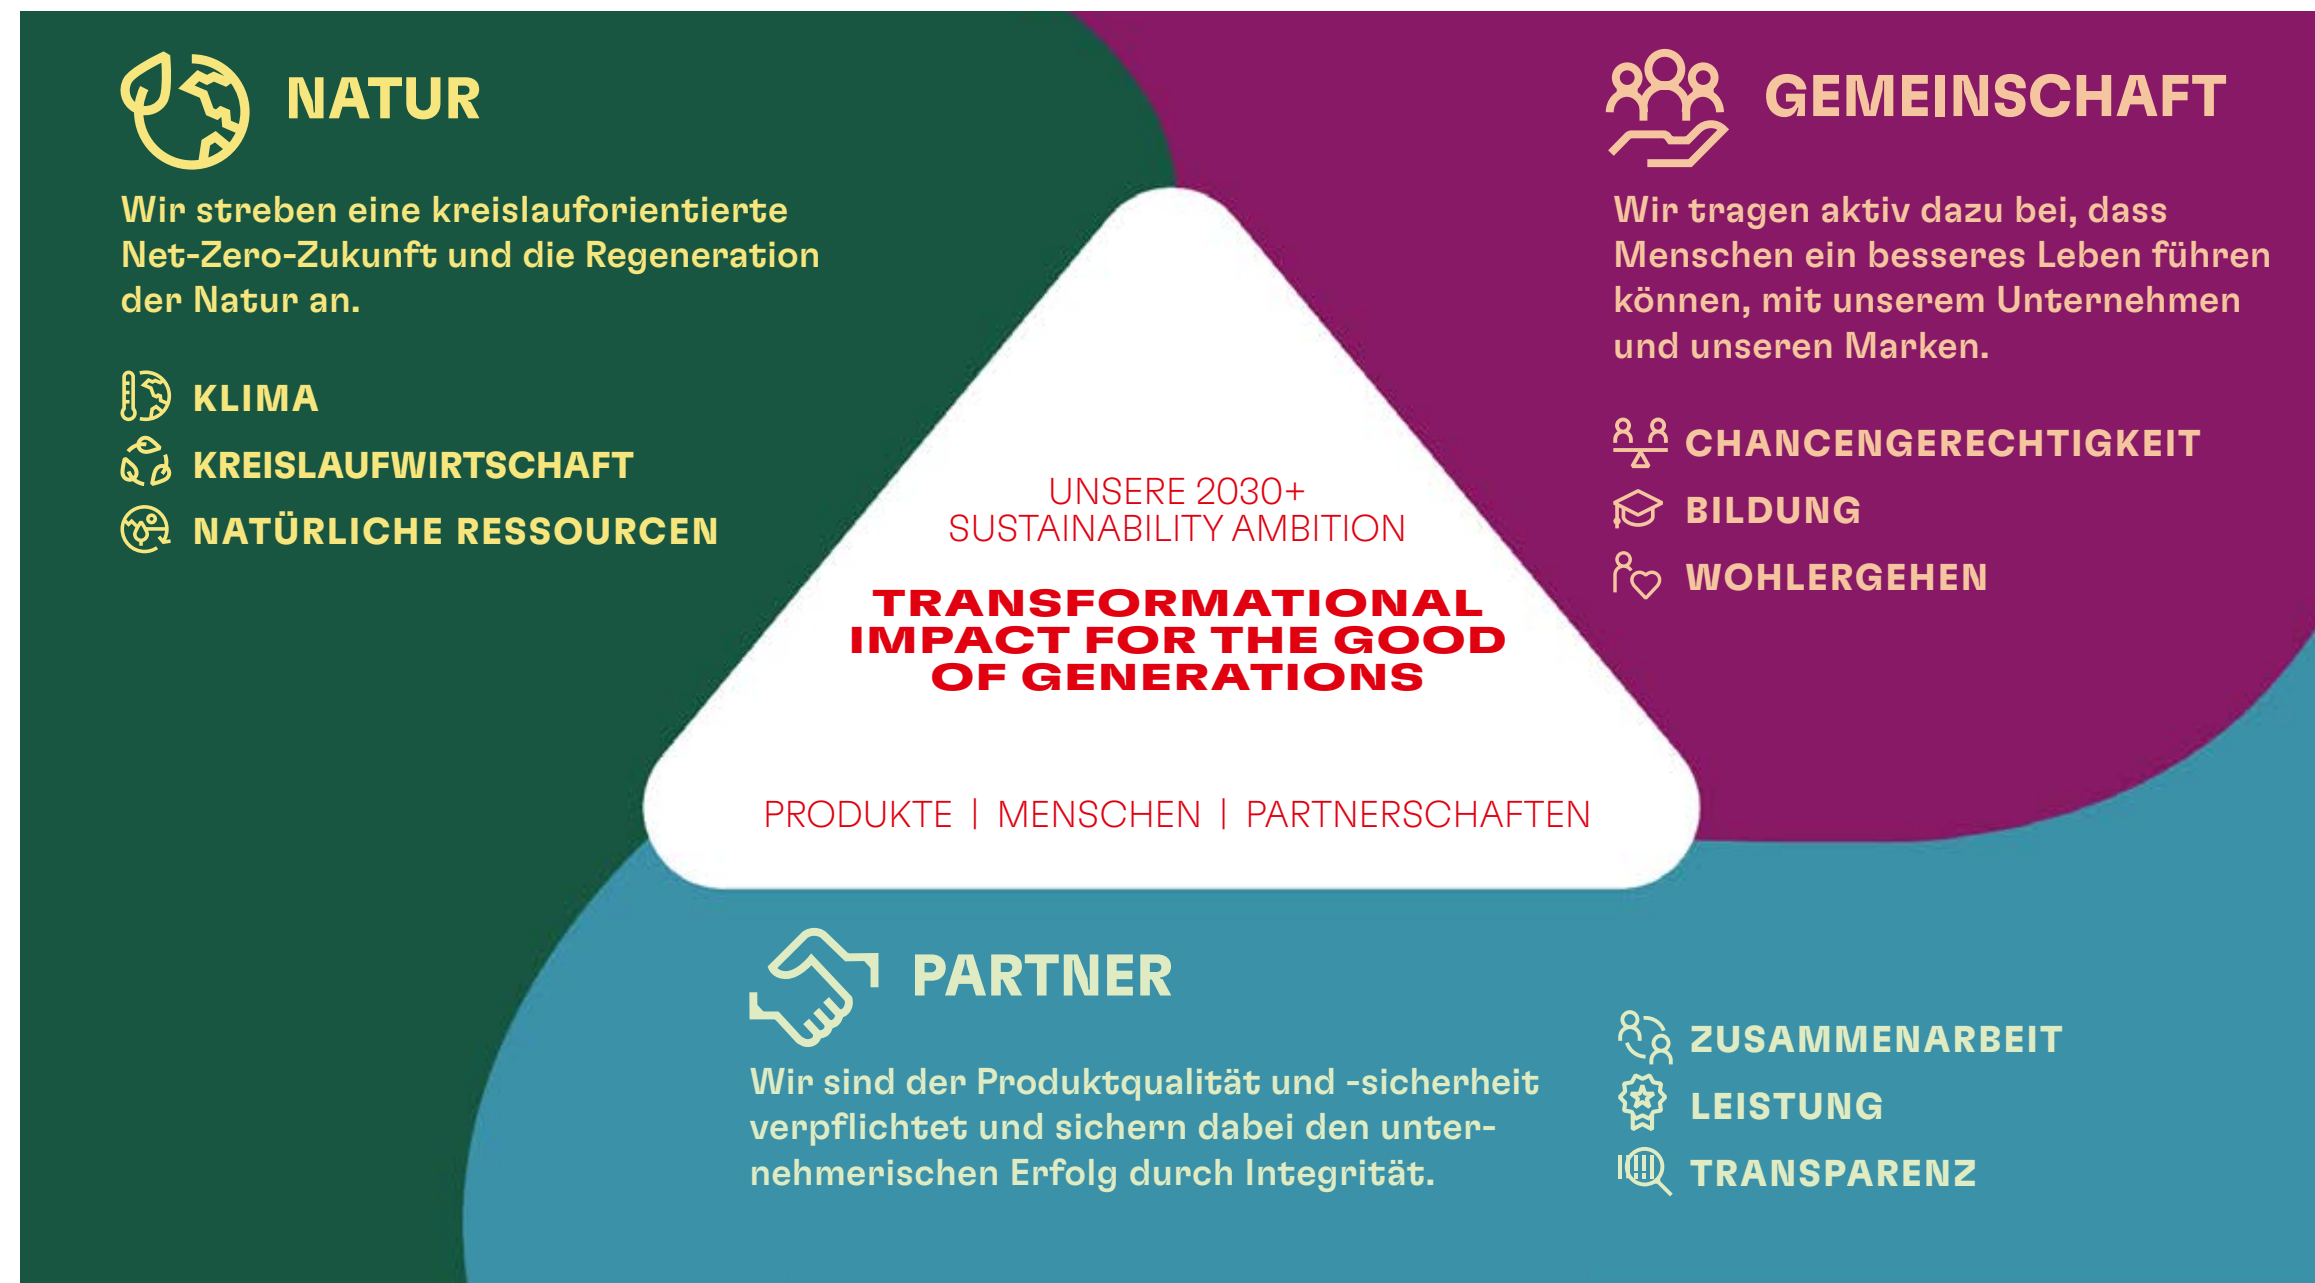 NATUR
Wir streben eine kreislauforientierte
Net-Zero-Zukunft und die Regeneration
der Natur an.
KLIMA
KREISLAUFWIRTSCHAFT
NATÜRLICHE RESSOURCEN
GEMEINSCHAFT
Wir tragen aktiv dazu bei, dass
Menschen ein besseres Leben führen
können, mit unserem Unternehmen
und unseren Marken.
CHANCENGERECHTIGKEIT
BILDUNG
WOHLERGEHEN
UNSERE 2030+
SUSTAINABILITY AMBITION
TRANSFORMATIONAL
IMPACT FOR THE GOOD
OF GENERATIONS
PRODUKTE | MENSCHEN | PARTNERSCHAFTEN
PARTNER
Wir sind der Produktqualität und -sicherheit
verpflichtet und sichern dabei den unter-
nehmerischen Erfolg durch Integrität.
ZUSAMMENARBEIT
LEISTUNG
TRANSPARENZ